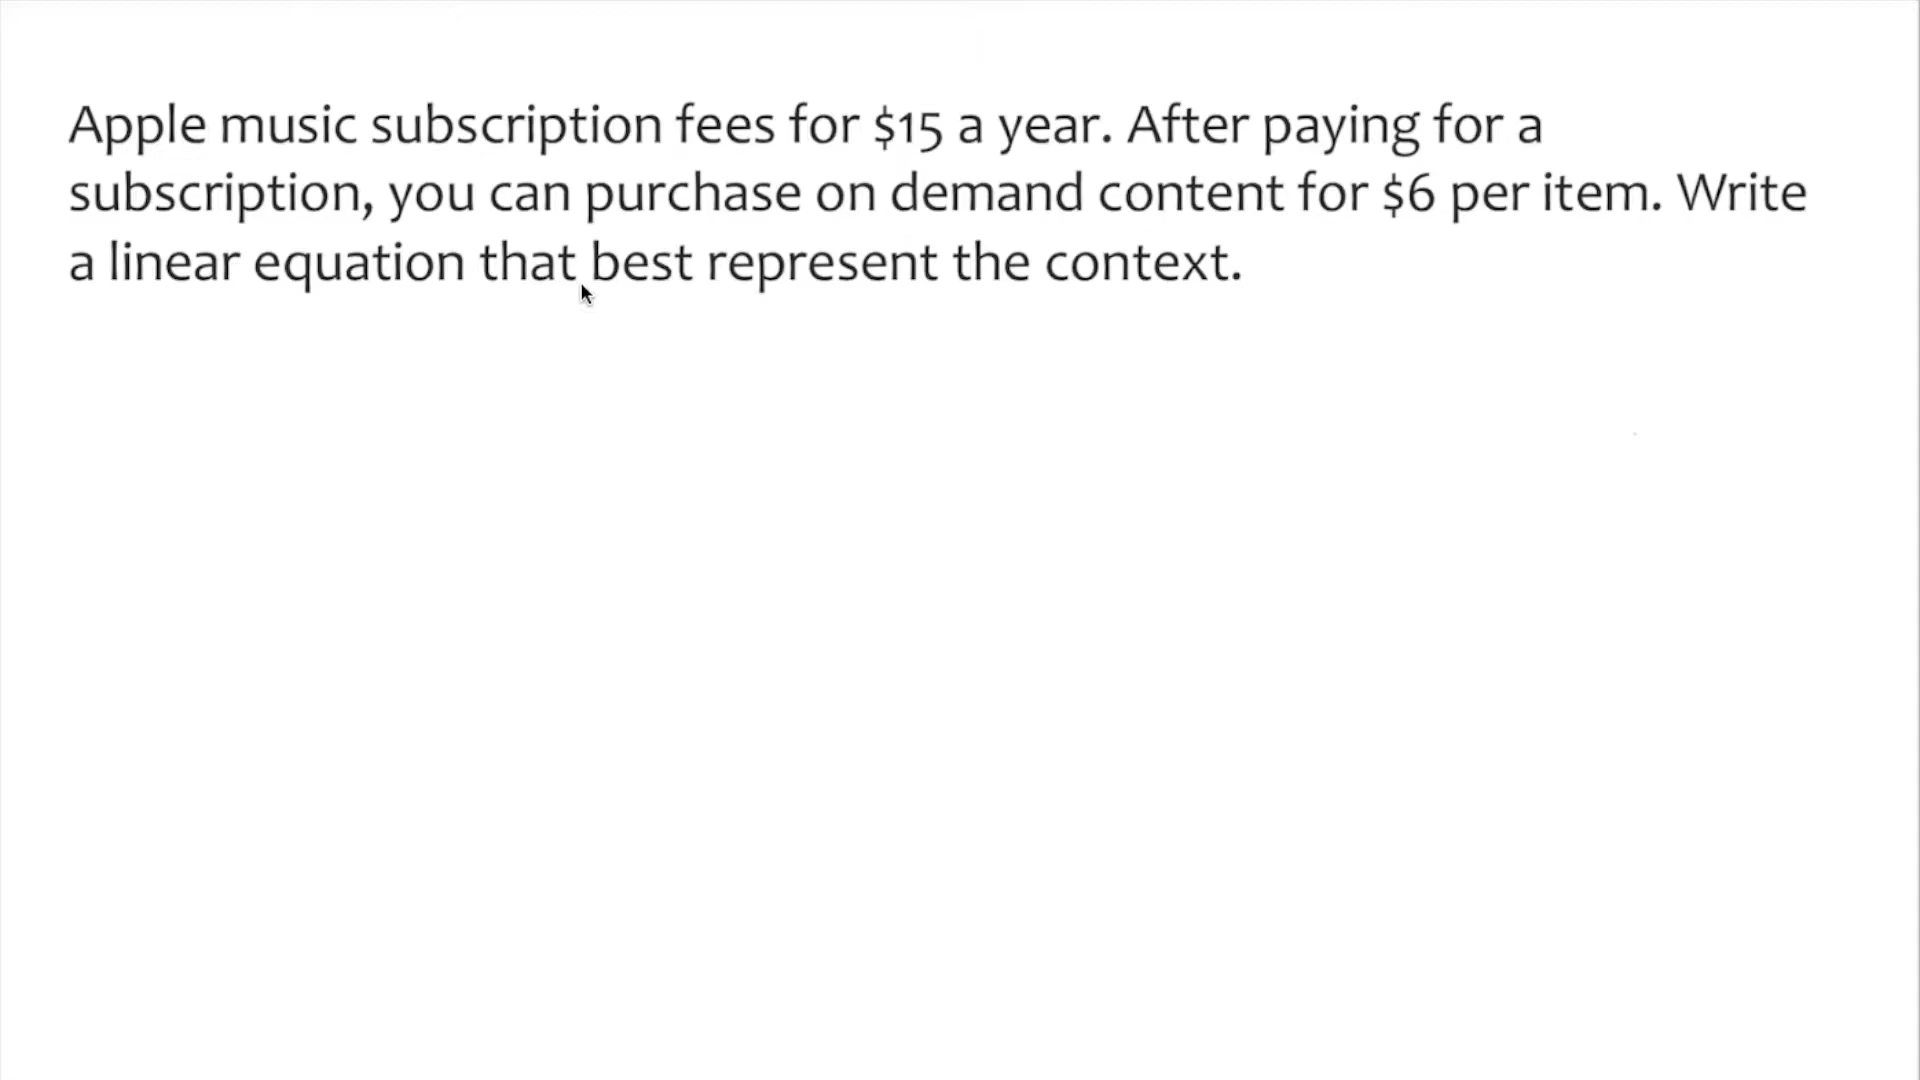 Apple music subscription fees for $15 a year. After paying for a
subscription, you can purchase on demand content for $6 per item. Write
a linear equation that best represent the context.